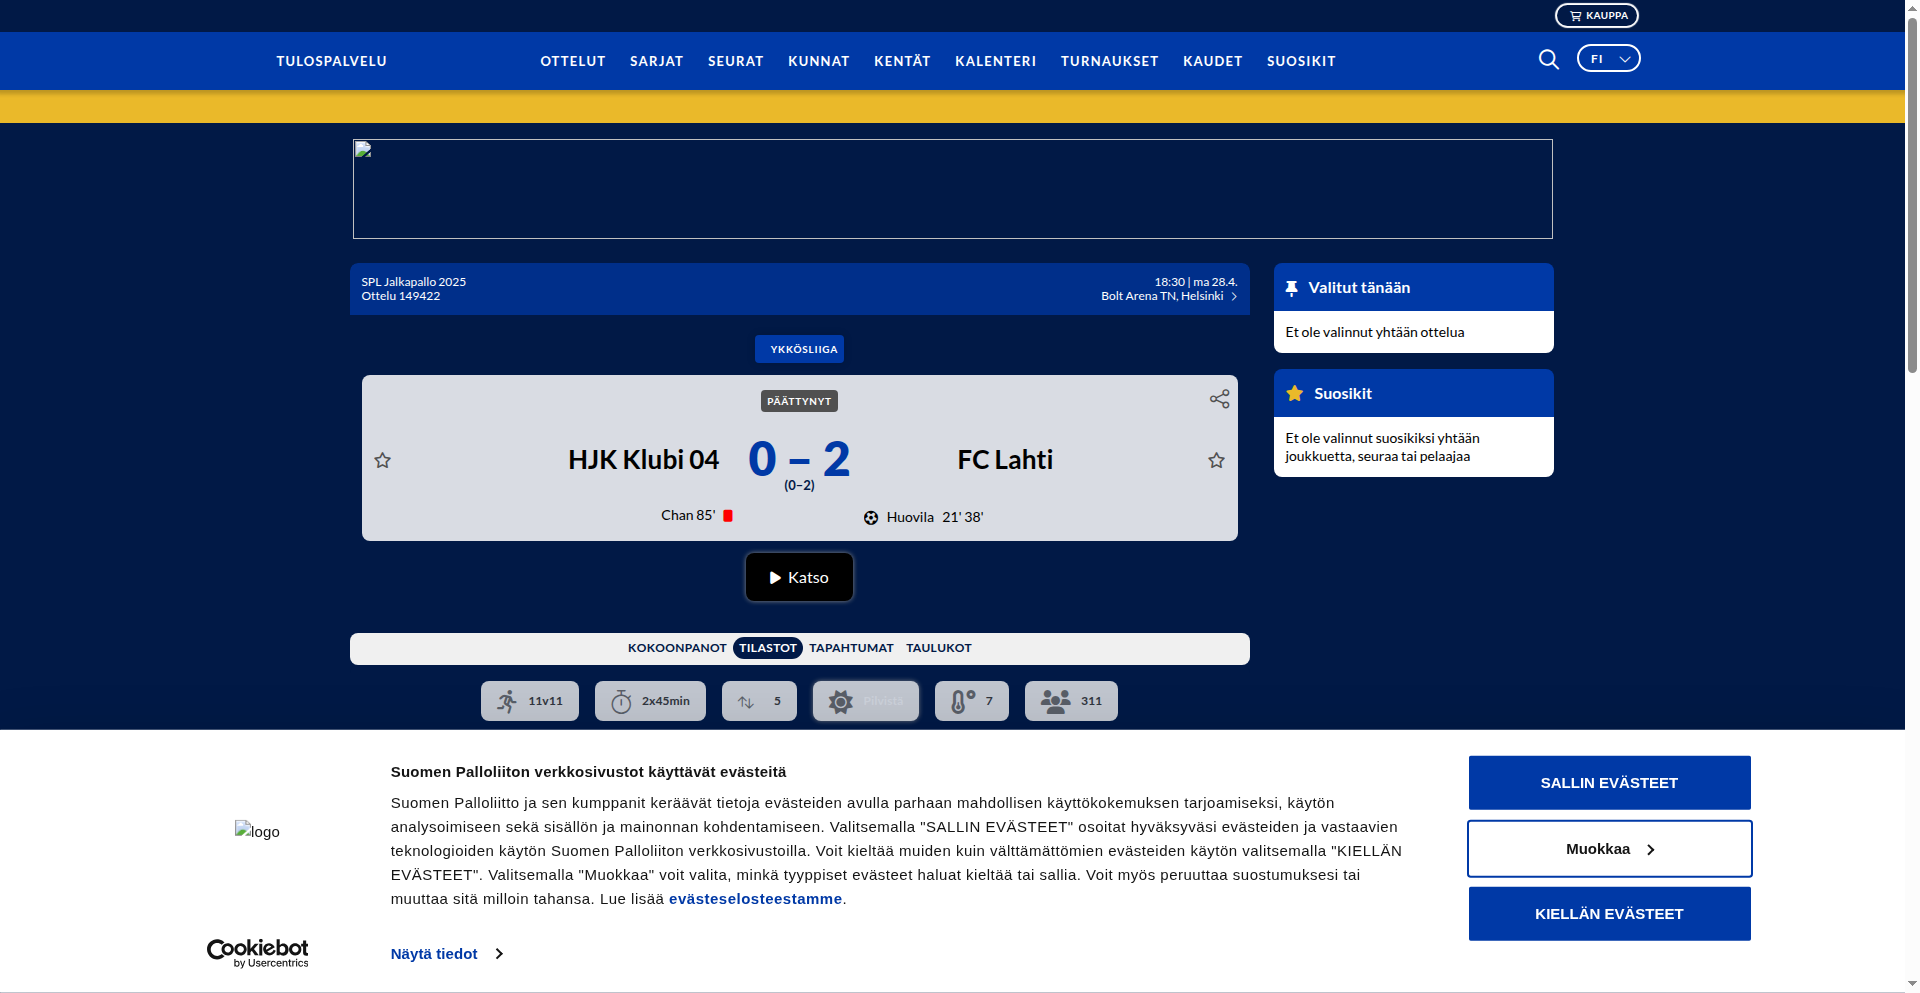 KAUPPA
TULOSPALVELU
OTTELUT SARJAT SEURAT KUNNAT KENTÄT KALENTERI TURNAUKSET KAUDET SUOSIKIT
FI
SPL Jalkapallo 2025
Ottelu 149422
18:30 | ma 28.4.
Bolt Arena TN, Helsinki
YKKÖSLIIGA
PÄÄTTYNYT
HJK Klubi 04 0 – 2 FC Lahti
(0–2)
Chan 85'
Huovila 21' 38'
Katso
KOKOONPANOT TILASTOT TAPAHTUMAT TAULUKOT
11v11 2x45min 5 Pilvistä 7 311
Valitut tänään
Et ole valinnut yhtään ottelua
Suosikit
Et ole valinnut suosikiksi yhtään
joukkuetta, seuraa tai pelaajaa
logo
Cookiebot
by Usercentrics
Suomen Palloliiton verkkosivustot käyttävät evästeitä
Suomen Palloliitto ja sen kumppanit keräävät tietoja evästeiden avulla parhaan mahdollisen käyttökokemuksen tarjoamiseksi, käytön
analysoimiseen sekä sisällön ja mainonnan kohdentamiseen. Valitsemalla "SALLIN EVÄSTEET" osoitat hyväksyväsi evästeiden ja vastaavien
teknologioiden käytön Suomen Palloliiton verkkosivustoilla. Voit kieltää muiden kuin välttämättömien evästeiden käytön valitsemalla "KIELLÄN
EVÄSTEET". Valitsemalla "Muokkaa" voit valita, minkä tyyppiset evästeet haluat kieltää tai sallia. Voit myös peruuttaa suostumuksesi tai
muuttaa sitä milloin tahansa. Lue lisää evästeselosteestamme.
Näytä tiedot
SALLIN EVÄSTEET
Muokkaa
KIELLÄN EVÄSTEET